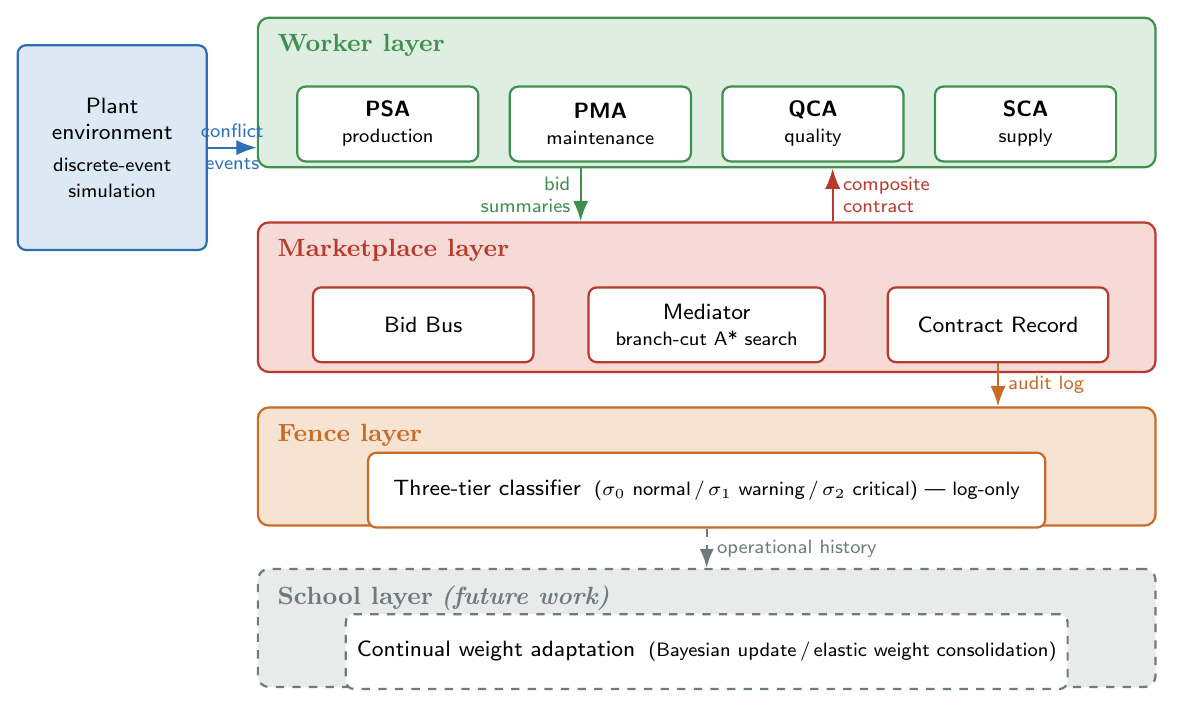 Plant
environment
discrete-event
simulation
conflict
events
Worker layer
PSA
production
PMA
maintenance
QCA
quality
SCA
supply
bid
summaries
composite
contract
Marketplace layer
Bid Bus
Mediator
branch-cut A* search
Contract Record
audit log
Fence layer
Three-tier classifier (σ₀ normal / σ₁ warning / σ₂ critical) — log-only
operational history
School layer (future work)
Continual weight adaptation (Bayesian update / elastic weight consolidation)